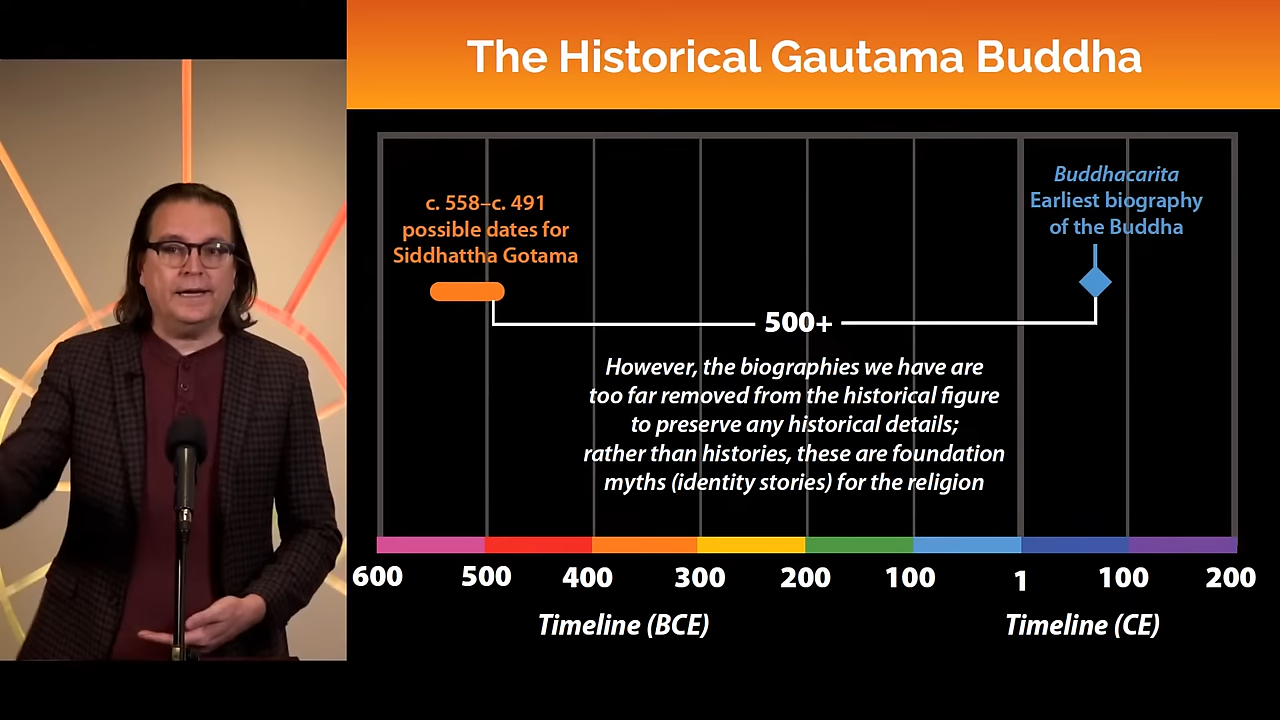 The Historical Gautama Buddha
c. 558–c. 491
possible dates for
Siddhattha Gotama
Buddhacarita
Earliest biography
of the Buddha
500+
However, the biographies we have are
too far removed from the historical figure
to preserve any historical details;
rather than histories, these are foundation
myths (identity stories) for the religion
600 500 400 300 200 100 1 100 200
Timeline (BCE) Timeline (CE)